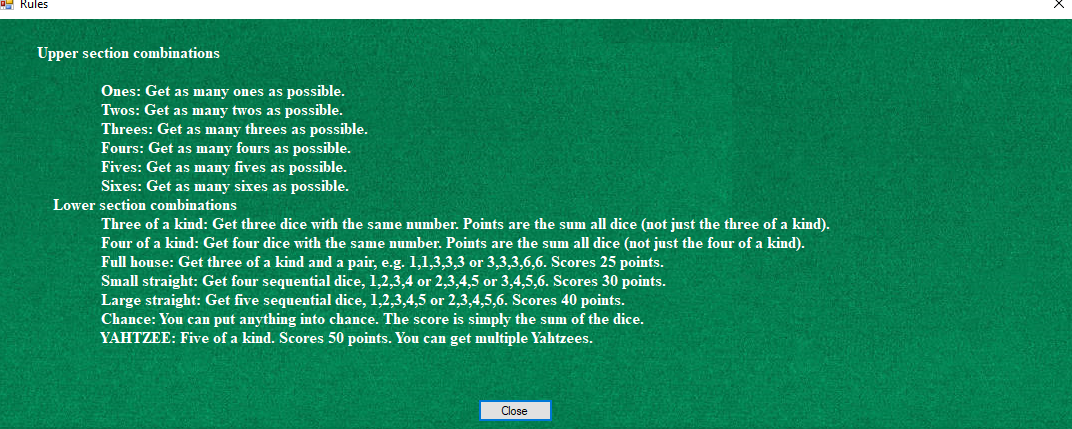 Rules
Upper section combinations
Ones: Get as many ones as possible.
Twos: Get as many twos as possible.
Threes: Get as many threes as possible.
Fours: Get as many fours as possible.
Fives: Get as many fives as possible.
Sixes: Get as many sixes as possible.
Lower section combinations
Three of a kind: Get three dice with the same number. Points are the sum all dice (not just the three of a kind).
Four of a kind: Get four dice with the same number. Points are the sum all dice (not just the four of a kind).
Full house: Get three of a kind and a pair, e.g. 1,1,3,3,3 or 3,3,3,6,6. Scores 25 points.
Small straight: Get four sequential dice, 1,2,3,4 or 2,3,4,5 or 3,4,5,6. Scores 30 points.
Large straight: Get five sequential dice, 1,2,3,4,5 or 2,3,4,5,6. Scores 40 points.
Chance: You can put anything into chance. The score is simply the sum of the dice.
YAHTZEE: Five of a kind. Scores 50 points. You can get multiple Yahtzees.
Close